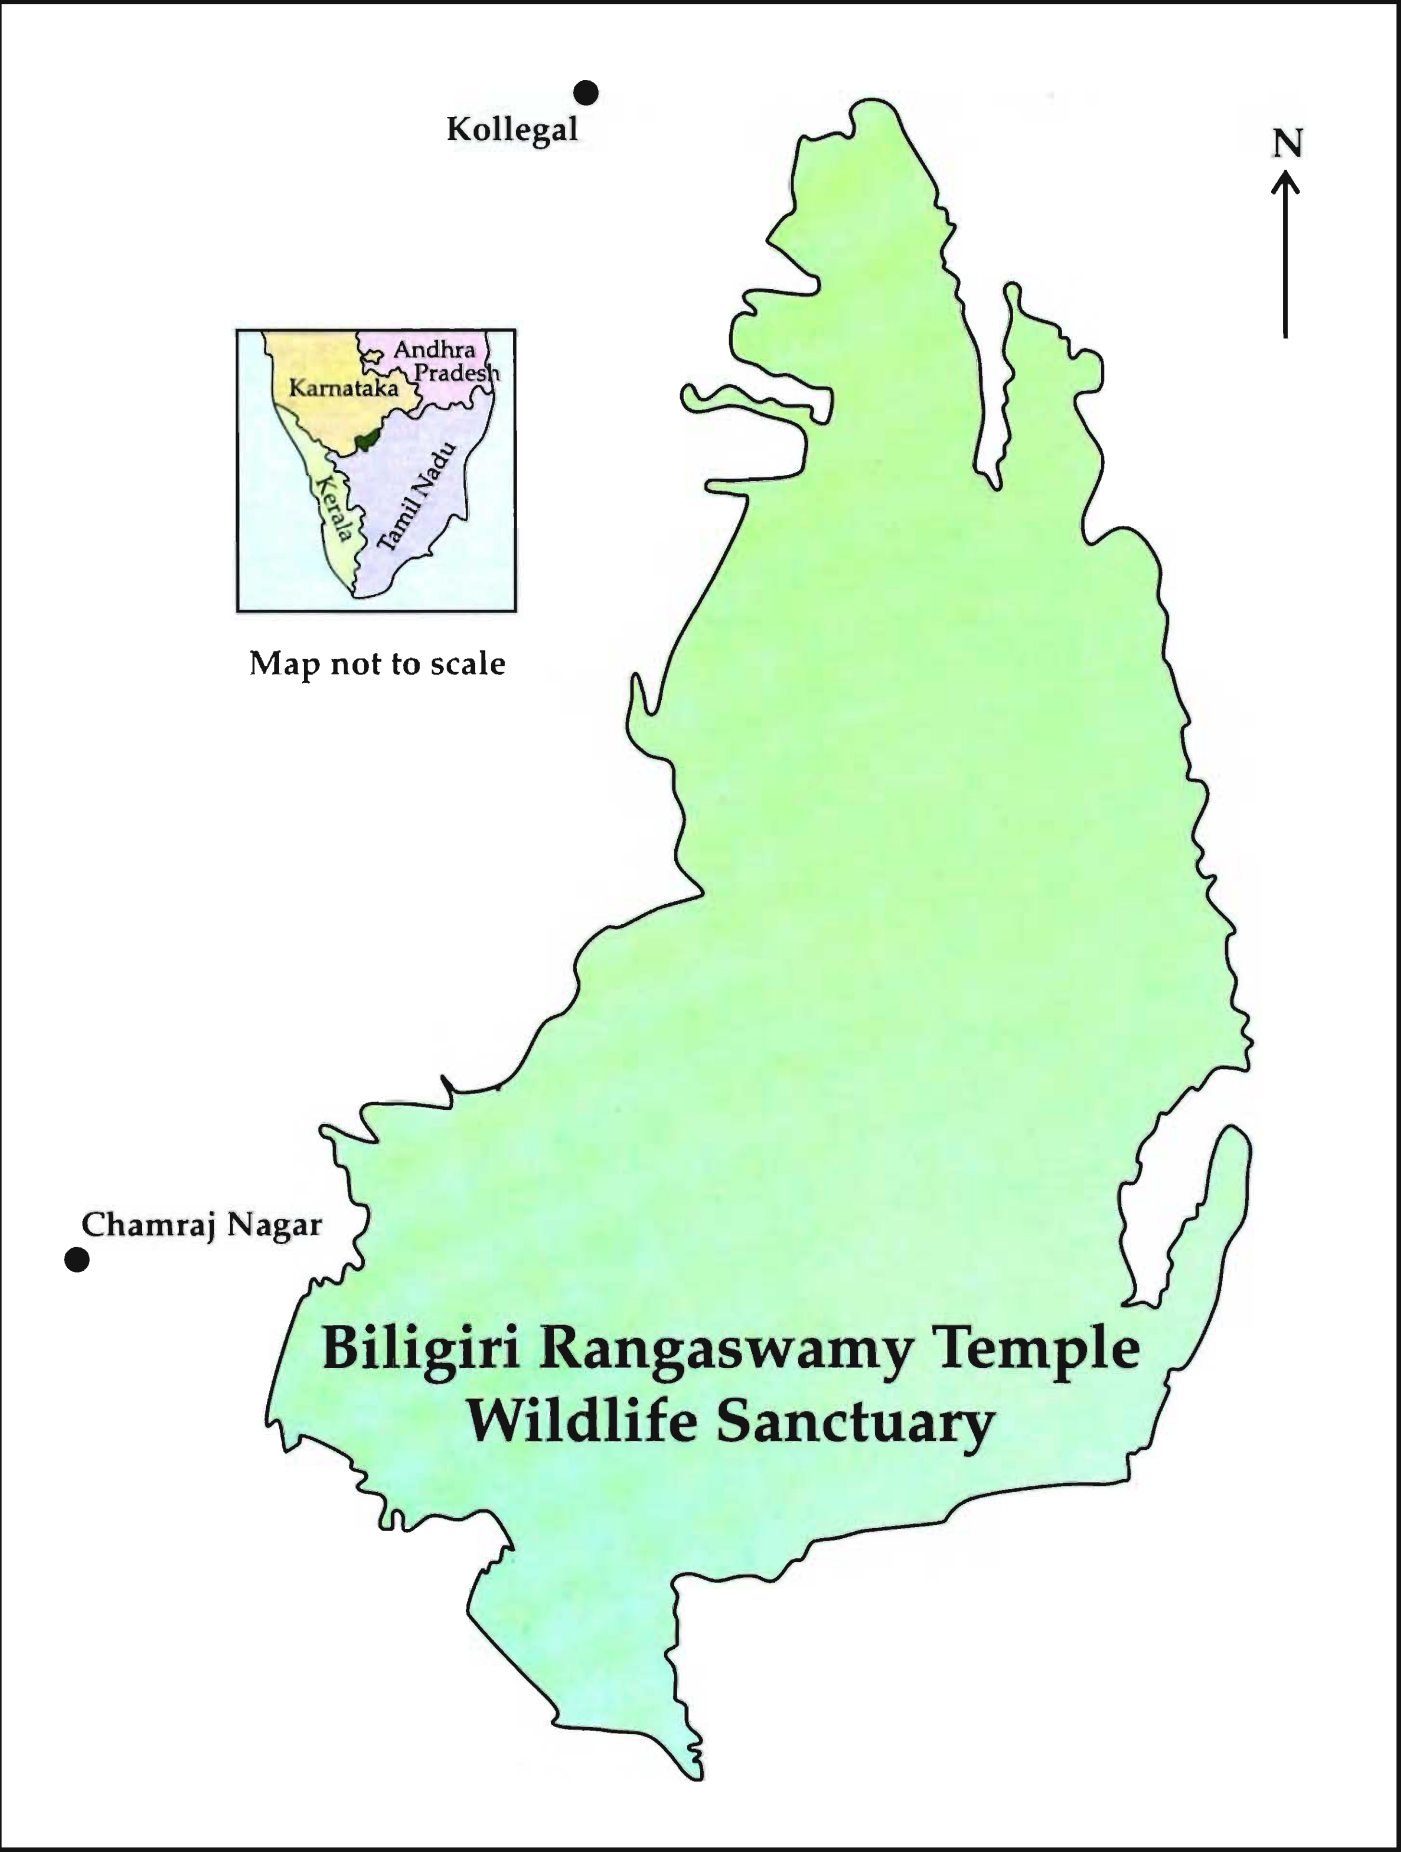 Kollegal
N
Andhra
Pradesh
Karnataka
Kerala
Tamil Nadu
Map not to scale
Chamraj Nagar
Biligiri Rangaswamy Temple
Wildlife Sanctuary